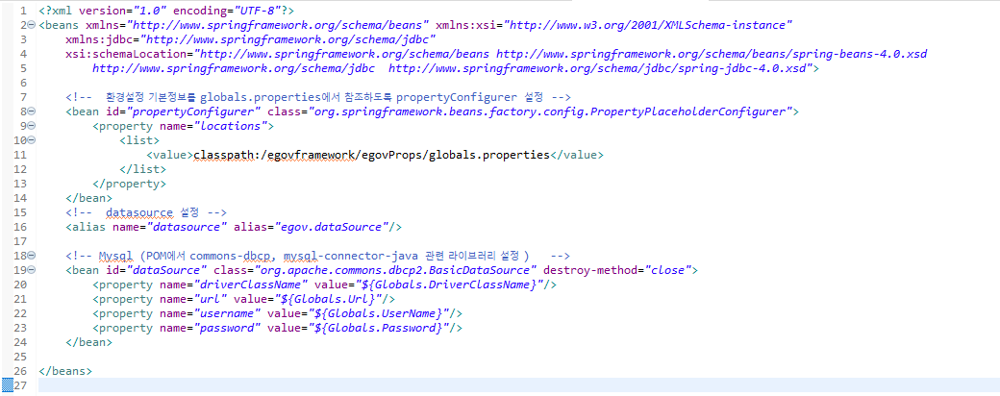 1 <?xml version="1.0" encoding="UTF-8"?>
2 <beans xmlns="http://www.springframework.org/schema/beans" xmlns:xsi="http://www.w3.org/2001/XMLSchema-instance"
3     xmlns:jdbc="http://www.springframework.org/schema/jdbc"
4     xsi:schemaLocation="http://www.springframework.org/schema/beans http://www.springframework.org/schema/beans/spring-beans-4.0.xsd
5         http://www.springframework.org/schema/jdbc  http://www.springframework.org/schema/jdbc/spring-jdbc-4.0.xsd">
6
7     <!--  환경설정 기본정보를 globals.properties에서 참조하도록 propertyConfigurer 설정 -->
8     <bean id="propertyConfigurer" class="org.springframework.beans.factory.config.PropertyPlaceholderConfigurer">
9         <property name="locations">
10             <list>
11                 <value>classpath:/egovframework/egovProps/globals.properties</value>
12             </list>
13         </property>
14     </bean>
15     <!--  datasource 설정 -->
16     <alias name="datasource" alias="egov.dataSource"/>
17
18     <!-- Mysql (POM에서 commons-dbcp, mysql-connector-java 관련 라이브러리 설정 )   -->
19     <bean id="dataSource" class="org.apache.commons.dbcp2.BasicDataSource" destroy-method="close">
20         <property name="driverClassName" value="${Globals.DriverClassName}"/>
21         <property name="url" value="${Globals.Url}"/>
22         <property name="username" value="${Globals.UserName}"/>
23         <property name="password" value="${Globals.Password}"/>
24     </bean>
25
26 </beans>
27